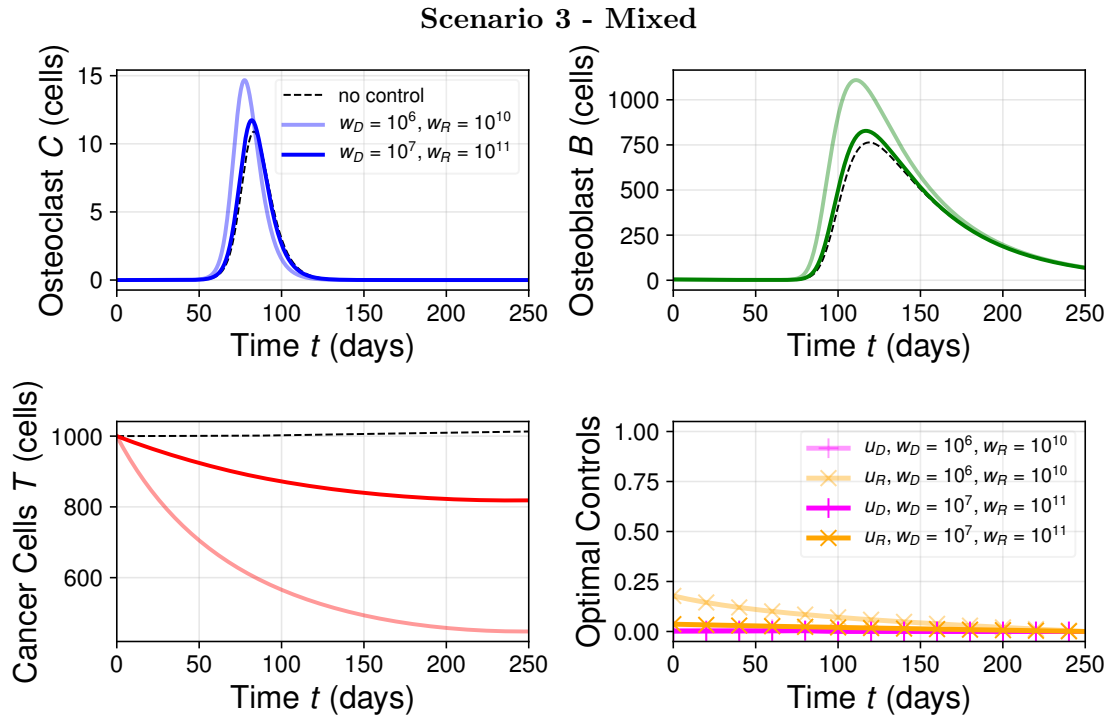 Scenario 3 - Mixed
Osteoclast C (cells)
15
10
5
0
no control
w_D = 10^6, w_R = 10^10
w_D = 10^7, w_R = 10^11
0 50 100 150 200 250
Time t (days)
Osteoblast B (cells)
1000
750
500
250
0
0 50 100 150 200 250
Time t (days)
Cancer Cells T (cells)
1000
800
600
0 50 100 150 200 250
Time t (days)
Optimal Controls
1.00
0.75
0.50
0.25
0.00
u_D, w_D = 10^6, w_R = 10^10
u_R, w_D = 10^6, w_R = 10^10
u_D, w_D = 10^7, w_R = 10^11
u_R, w_D = 10^7, w_R = 10^11
0 50 100 150 200 250
Time t (days)